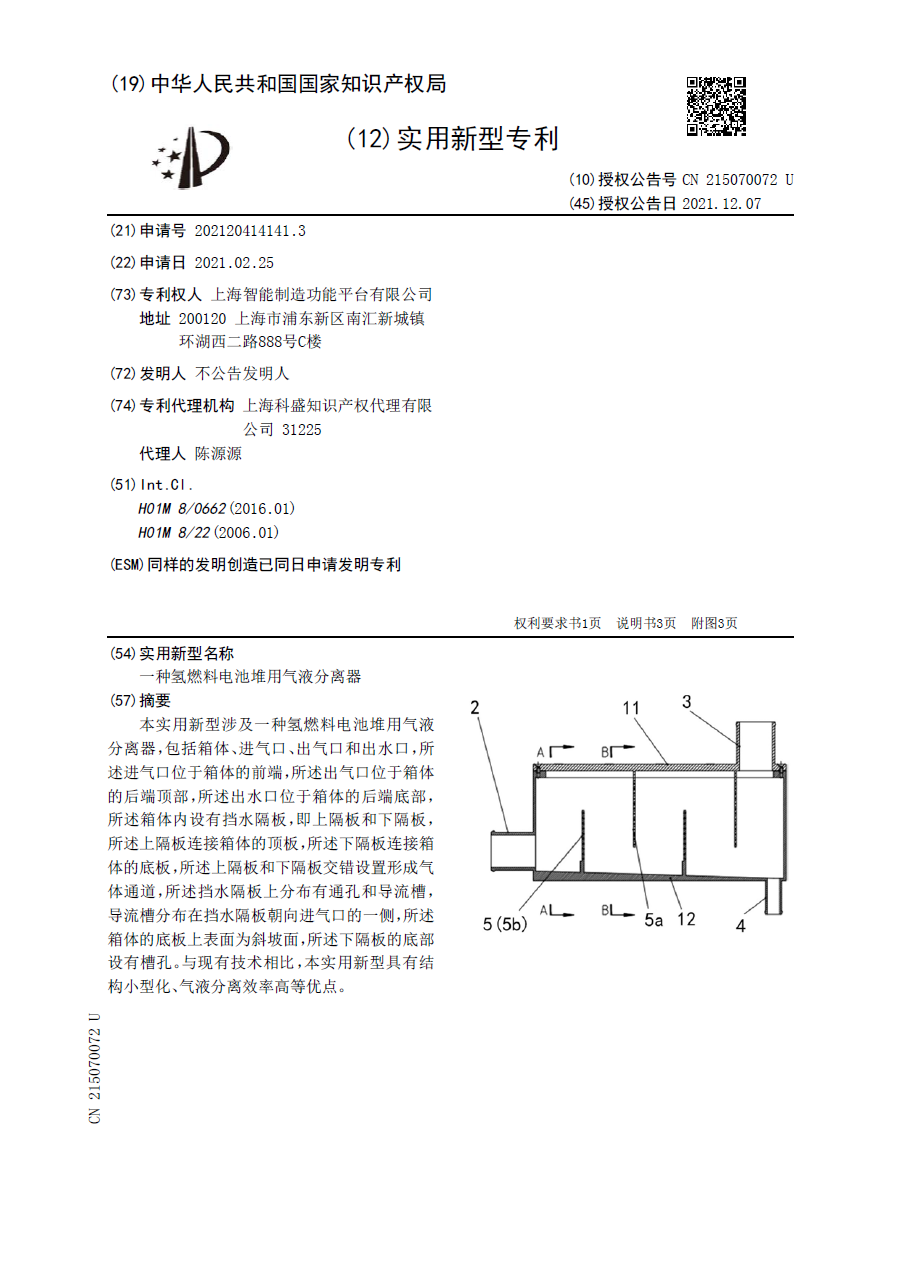 (19)中华人民共和国国家知识产权局
(12)实用新型专利
(10)授权公告号 CN 215070072 U
(45)授权公告日 2021.12.07
(21)申请号 202120414141.3
(22)申请日 2021.02.25
(73)专利权人 上海智能制造功能平台有限公司
地址 200120 上海市浦东新区南汇新城镇
环湖西二路888号C楼
(72)发明人 不公告发明人
(74)专利代理机构 上海科盛知识产权代理有限
公司 31225
代理人 陈源源
(51)Int.Cl.
H01M 8/0662(2016.01)
H01M 8/22(2006.01)
(ESM)同样的发明创造已同日申请发明专利
权利要求书1页 说明书3页 附图3页
(54)实用新型名称
一种氢燃料电池堆用气液分离器
(57)摘要
本实用新型涉及一种氢燃料电池堆用气液
分离器,包括箱体、进气口、出气口和出水口,所
述进气口位于箱体的前端,所述出气口位于箱体
的后端顶部,所述出水口位于箱体的后端底部,
所述箱体内设有挡水隔板,即上隔板和下隔板,
所述上隔板连接箱体的顶板,所述下隔板连接箱
体的底板,所述上隔板和下隔板交错设置形成气
体通道,所述挡水隔板上分布有通孔和导流槽,
导流槽分布在挡水隔板朝向进气口的一侧,所述
箱体的底板上表面为斜坡面,所述下隔板的底部
设有槽孔。与现有技术相比,本实用新型具有结
构小型化、气液分离效率高等优点。
2 11 3
A B
A B
5(5b) 5a 12 4
CN 215070072 U